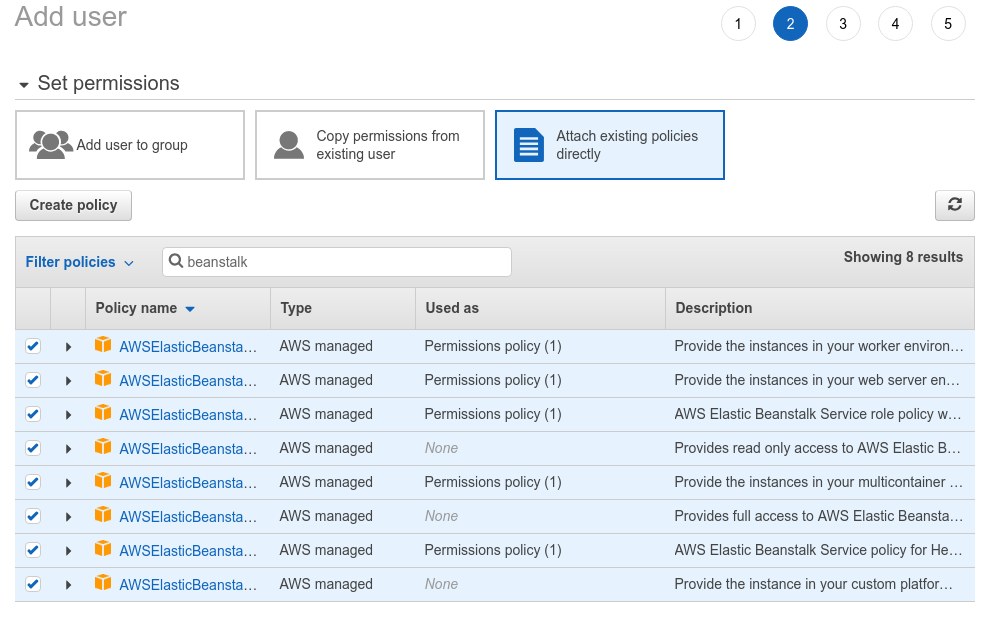 Add user
1 2 3 4 5
Set permissions
Add user to group
Copy permissions from
existing user
Attach existing policies
directly
Create policy
Filter policies
beanstalk
Showing 8 results
Policy name Type Used as Description
AWSElasticBeansta... AWS managed Permissions policy (1) Provide the instances in your worker environ...
AWSElasticBeansta... AWS managed Permissions policy (1) Provide the instances in your web server en...
AWSElasticBeansta... AWS managed Permissions policy (1) AWS Elastic Beanstalk Service role policy w...
AWSElasticBeansta... AWS managed None Provides read only access to AWS Elastic B...
AWSElasticBeansta... AWS managed Permissions policy (1) Provide the instances in your multicontainer ...
AWSElasticBeansta... AWS managed None Provides full access to AWS Elastic Beansta...
AWSElasticBeansta... AWS managed Permissions policy (1) AWS Elastic Beanstalk Service policy for He...
AWSElasticBeansta... AWS managed None Provide the instance in your custom platfor...